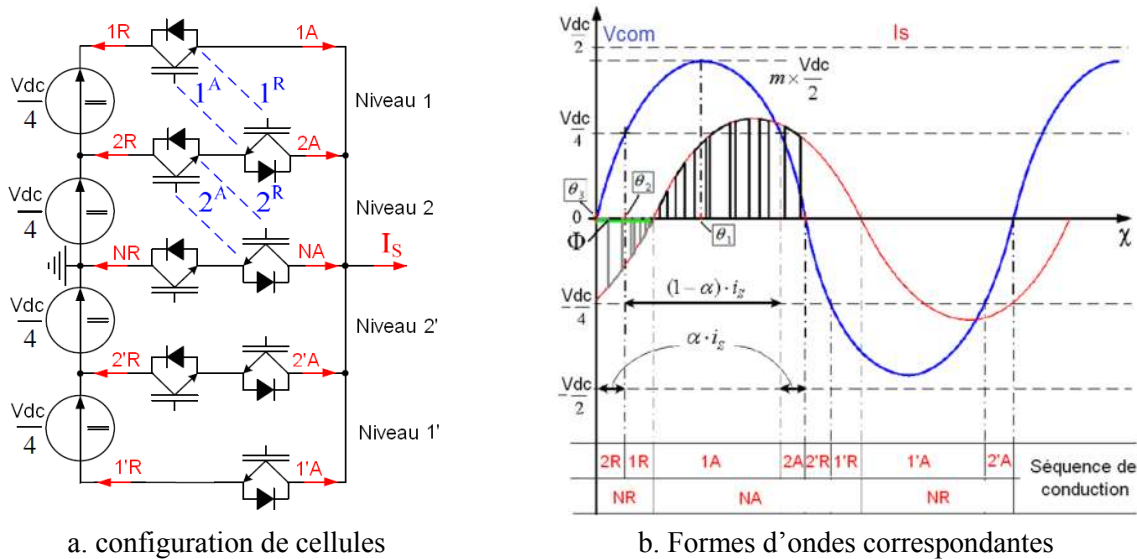 1R
1A
Vdc
4
1^A
1^R
Niveau 1
2R
2A
Vdc
4
2^A
2^R
Niveau 2
NR
NA
I_S
Vdc
4
Niveau 2'
2'R
2'A
Vdc
4
Niveau 1'
1'R
1'A
a. configuration de cellules
Vdc
2
Vcom
Is
m × Vdc
2
Vdc
4
θ3
θ2
0
Φ
θ1
χ
(1−α)·i_s
Vdc
4
α·i_s
Vdc
−2
2R 1R 1A 2A 2'R 1'R 1'A 2'A Séquence de
NR NA NR conduction
b. Formes d'ondes correspondantes